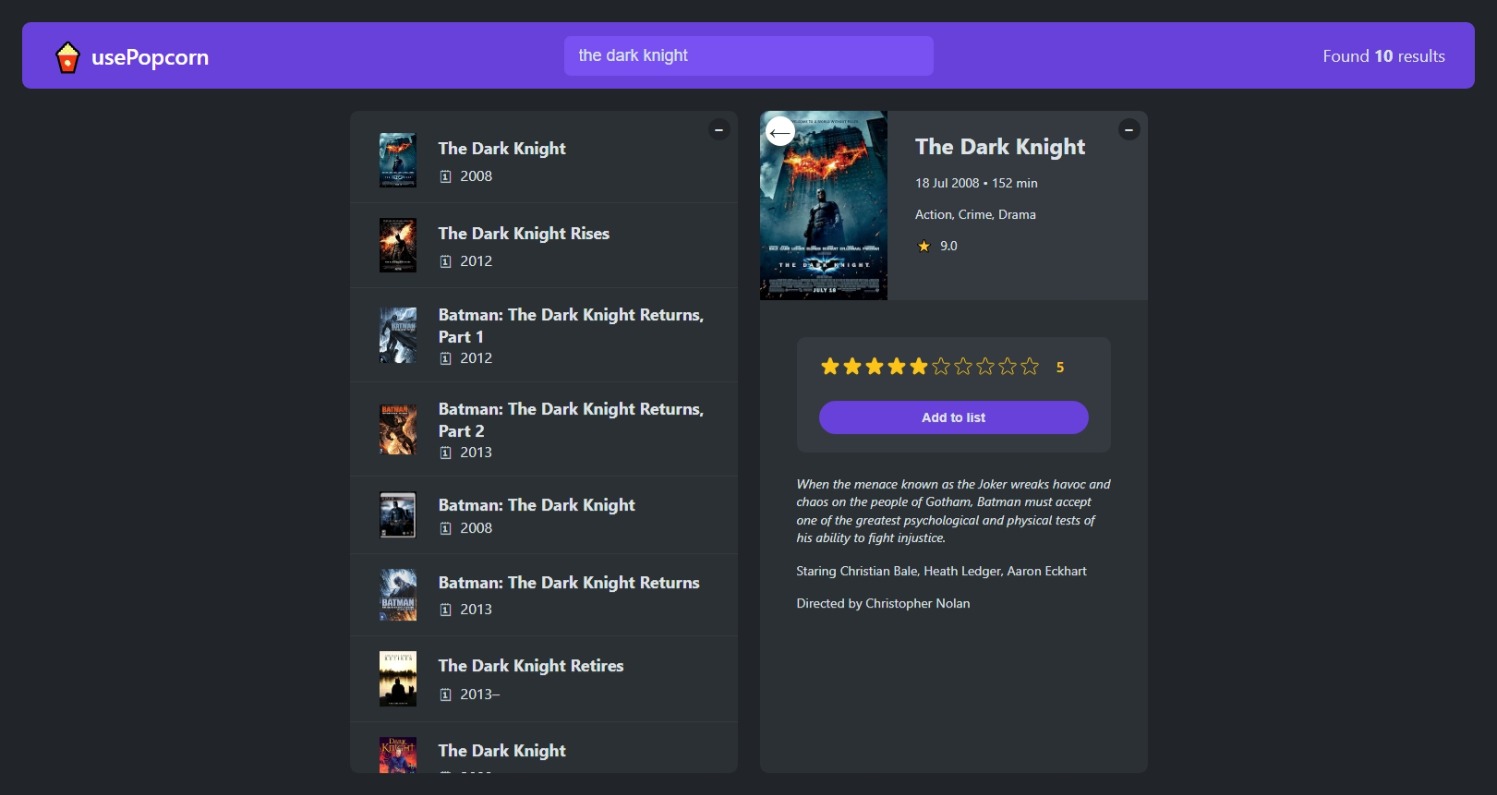 usePopcorn
the dark knight
Found 10 results
The Dark Knight
2008
The Dark Knight Rises
2012
Batman: The Dark Knight Returns,
Part 1
2012
Batman: The Dark Knight Returns,
Part 2
2013
Batman: The Dark Knight
2008
Batman: The Dark Knight Returns
2013
The Dark Knight Retires
2013–
The Dark Knight
THE DARK KNIGHT
JULY 18
The Dark Knight
18 Jul 2008 • 152 min
Action, Crime, Drama
9.0
5
Add to list
When the menace known as the Joker wreaks havoc and
chaos on the people of Gotham, Batman must accept
one of the greatest psychological and physical tests of
his ability to fight injustice.
Staring Christian Bale, Heath Ledger, Aaron Eckhart
Directed by Christopher Nolan